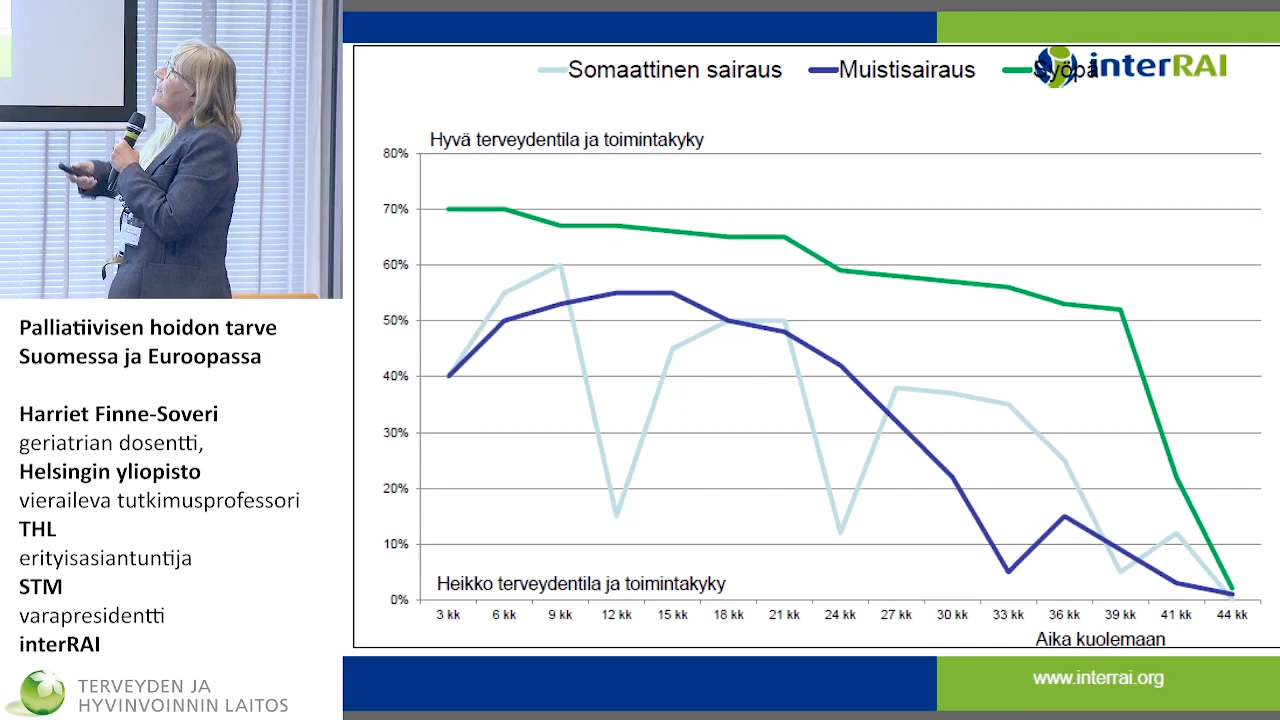 Palliatiivisen hoidon tarve
Suomessa ja Euroopassa
Harriet Finne-Soveri
geriatrian dosentti,
Helsingin yliopisto
vieraileva tutkimusprofessori
THL
erityisasiantuntija
STM
varapresidentti
interRAI
TERVEYDEN JA
HYVINVOINNIN LAITOS
Somaattinen sairaus Muistisairaus Syöpä
interRAI
Hyvä terveydentila ja toimintakyky
80%
70%
60%
50%
40%
30%
20%
10%
0%
Heikko terveydentila ja toimintakyky
3 kk 6 kk 9 kk 12 kk 15 kk 18 kk 21 kk 24 kk 27 kk 30 kk 33 kk 36 kk 39 kk 41 kk 44 kk
Aika kuolemaan
www.interrai.org